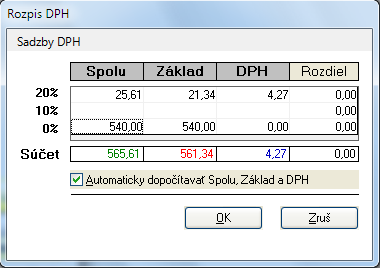 Rozpis DPH
Sadzby DPH
Spolu Základ DPH Rozdiel
20% 25,61 21,34 4,27 0,00
10% 0,00
0% 540,00 540,00 0,00 0,00
Súčet 565,61 561,34 4,27 0,00
Automaticky dopočítavať Spolu, Základ a DPH
OK Zruš